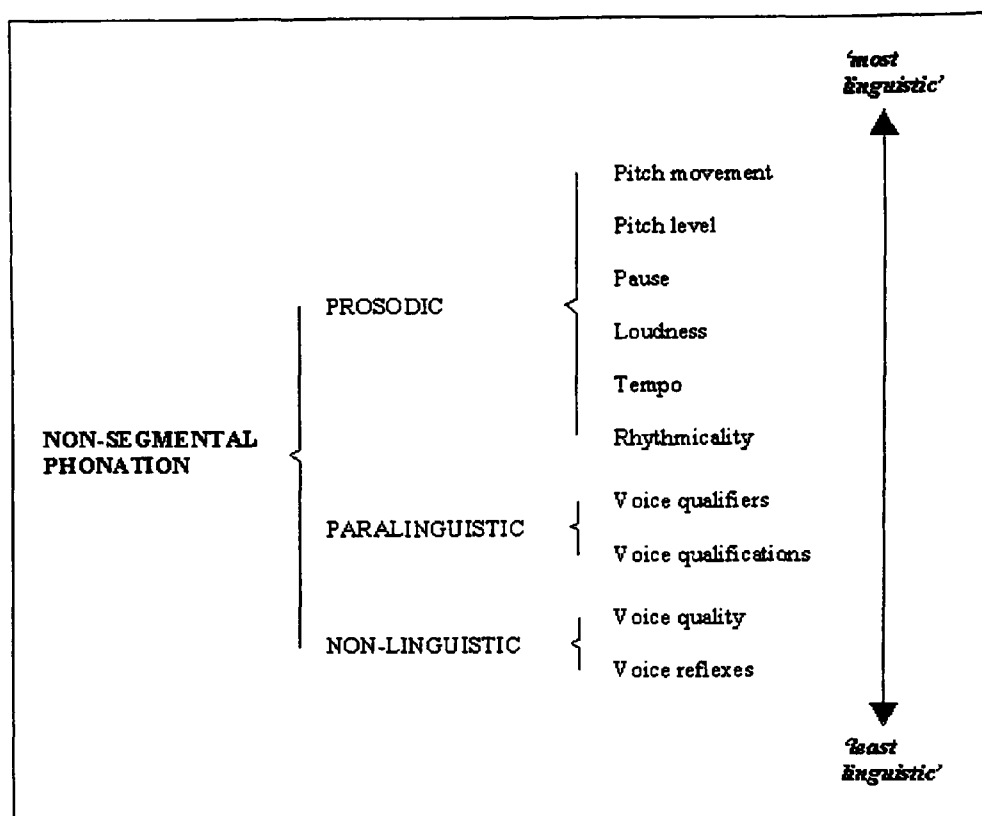 ‘most
linguistic’
Pitch movement
Pitch level
Pause
PROSODIC
Loudness
Tempo
NON-SEGMENTAL
PHONATION
Rhythmicality
Voice qualifiers
PARALINGUISTIC
Voice qualifications
Voice quality
NON-LINGUISTIC
Voice reflexes
‘least
linguistic’